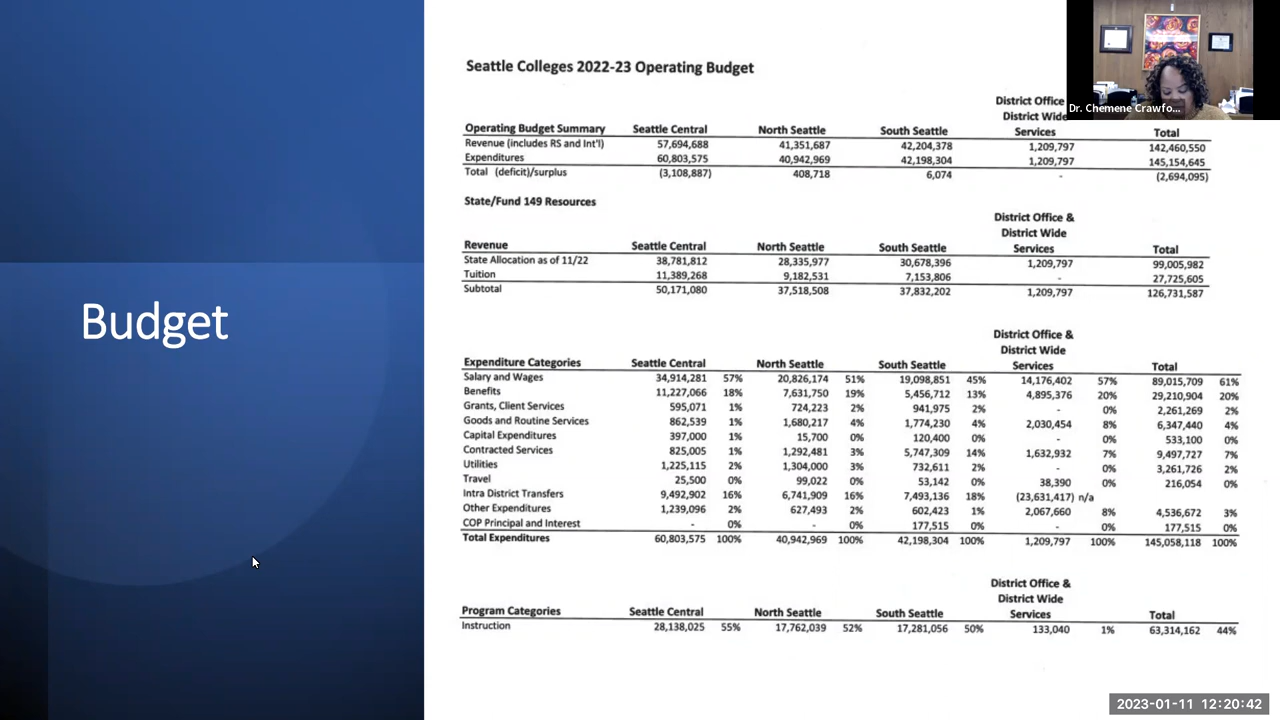 Budget
Seattle Colleges 2022-23 Operating Budget
Dr. Chemene Crawfo...
District Office
District Wide
Operating Budget Summary Seattle Central North Seattle South Seattle Services Total
Revenue (includes RS and Int'l) 57,694,688 41,351,687 42,204,378 1,209,797 142,460,550
Expenditures 60,803,575 40,942,969 42,198,304 1,209,797 145,154,645
Total (deficit)/surplus (3,108,887) 408,718 6,074 - (2,694,095)
State/Fund 149 Resources
District Office &
District Wide
Revenue Seattle Central North Seattle South Seattle Services Total
State Allocation as of 11/22 38,781,812 28,335,977 30,678,396 1,209,797 99,005,982
Tuition 11,389,268 9,182,531 7,153,806 - 27,725,605
Subtotal 50,171,080 37,518,508 37,832,202 1,209,797 126,731,587
District Office &
District Wide
Expenditure Categories Seattle Central North Seattle South Seattle Services Total
Salary and Wages 34,914,281 57% 20,826,174 51% 19,098,851 45% 14,176,402 57% 89,015,709 61%
Benefits 11,227,066 18% 7,631,750 19% 5,456,712 13% 4,895,376 20% 29,210,904 20%
Grants, Client Services 595,071 1% 724,223 2% 941,975 2% - 0% 2,261,269 2%
Goods and Routine Services 862,539 1% 1,680,217 4% 1,774,230 4% 2,030,454 8% 6,347,440 4%
Capital Expenditures 397,000 1% 15,700 0% 120,400 0% - 0% 533,100 0%
Contracted Services 825,005 1% 1,292,481 3% 5,747,309 14% 1,632,932 7% 9,497,727 7%
Utilities 1,225,115 2% 1,304,000 3% 732,611 2% - 0% 3,261,726 2%
Travel 25,500 0% 99,022 0% 53,142 0% 38,390 0% 216,054 0%
Intra District Transfers 9,492,902 16% 6,741,909 16% 7,493,136 18% (23,631,417) n/a
Other Expenditures 1,239,096 2% 627,493 2% 602,423 1% 2,067,660 8% 4,536,672 3%
COP Principal and Interest - 0% - 0% 177,515 0% - 0% 177,515 0%
Total Expenditures 60,803,575 100% 40,942,969 100% 42,198,304 100% 1,209,797 100% 145,058,118 100%
District Office &
District Wide
Program Categories Seattle Central North Seattle South Seattle Services Total
Instruction 28,138,025 55% 17,762,039 52% 17,281,056 50% 133,040 1% 63,314,162 44%
2023-01-11 12:20:42